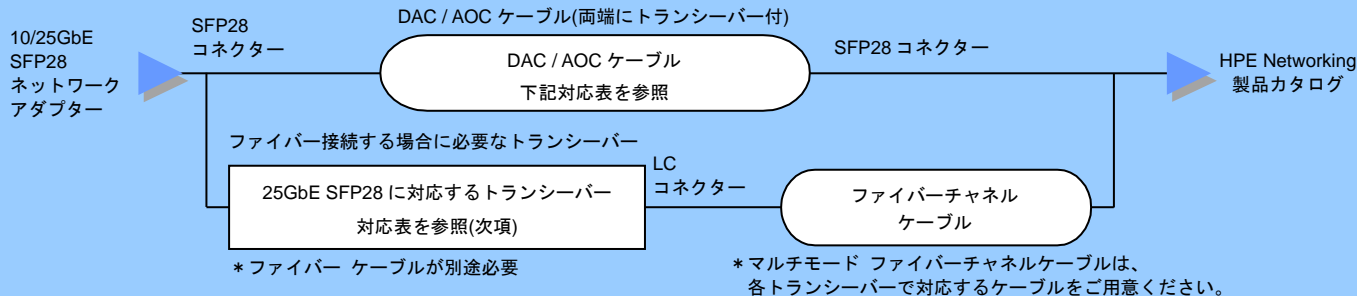 10/25GbE
SFP28
ネットワーク
アダプター
SFP28
コネクター
DAC / AOC ケーブル(両端にトランシーバー付)
DAC / AOC ケーブル
下記対応表を参照
SFP28 コネクター
HPE Networking
製品カタログ
ファイバー接続する場合に必要なトランシーバー
25GbE SFP28 に対応するトランシーバー
対応表を参照(次項)
LC
コネクター
ファイバーチャネル
ケーブル
＊ファイバー ケーブルが別途必要
＊マルチモード ファイバーチャネルケーブルは、
各トランシーバーで対応するケーブルをご用意ください。